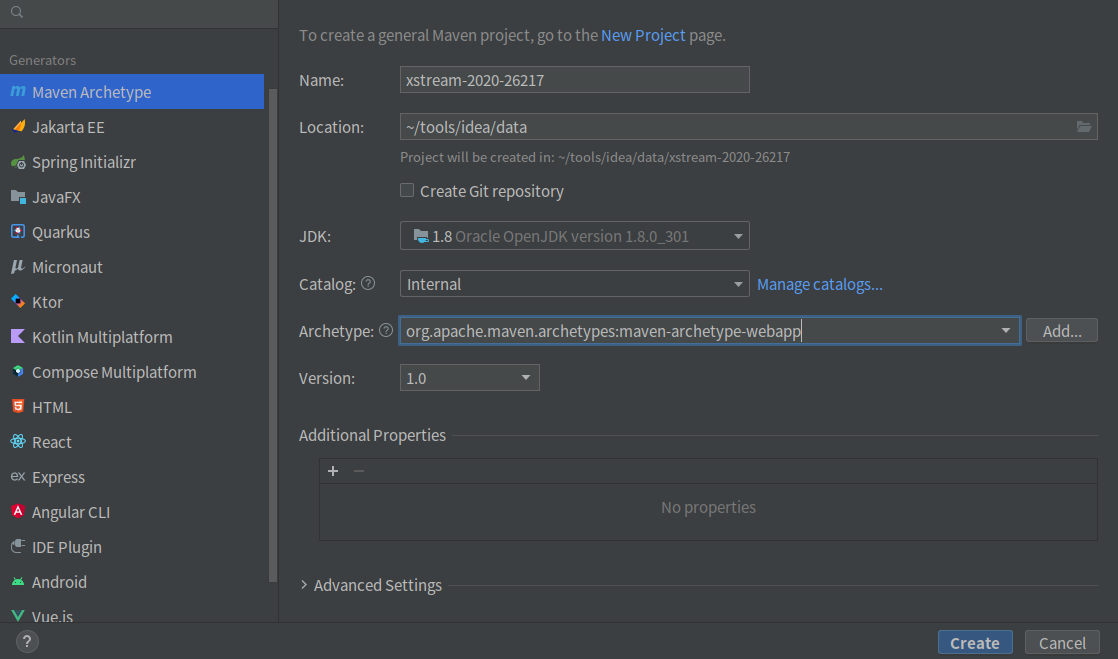 Generators
Maven Archetype
Jakarta EE
Spring Initializr
JavaFX
Quarkus
Micronaut
Ktor
Kotlin Multiplatform
Compose Multiplatform
HTML
React
ex Express
Angular CLI
IDE Plugin
Android
Vue.js
?
To create a general Maven project, go to the New Project page.
Name: xstream-2020-26217
Location: ~/tools/idea/data
Project will be created in: ~/tools/idea/data/xstream-2020-26217
Create Git repository
JDK: 1.8 Oracle OpenJDK version 1.8.0_301
Catalog: ? Internal Manage catalogs...
Archetype: ? org.apache.maven.archetypes:maven-archetype-webapp Add...
Version: 1.0
Additional Properties
+ −
No properties
> Advanced Settings
Create Cancel